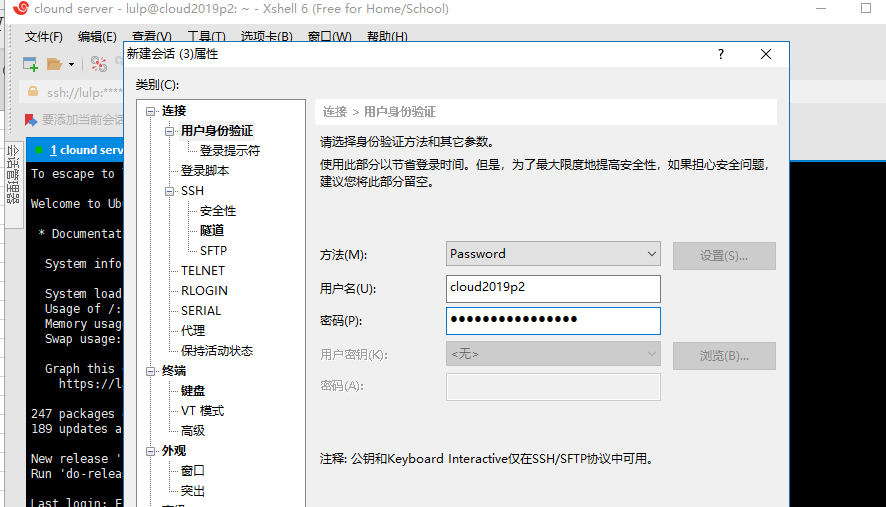 clound server - lulp@cloud2019p2: ~ - Xshell 6 (Free for Home/School)
文件(F) 编辑(E) 查看(V) 工具(T) 选项卡(B) 窗口(W) 帮助(H)
新建会话 (3)属性 ?
ssh://lulp:****
要添加当前会话
类别(C):
会话管理器
1 clound serv
连接
用户身份验证
登录提示符
登录脚本
SSH
安全性
隧道
SFTP
TELNET
RLOGIN
SERIAL
代理
保持活动状态
终端
键盘
VT 模式
高级
外观
窗口
突出
连接 > 用户身份验证
请选择身份验证方法和其它参数。
使用此部分以节省登录时间。但是，为了最大限度地提高安全性，如果担心安全问题，
建议您将此部分留空。
方法(M): Password 设置(S)...
用户名(U): cloud2019p2
密码(P): ●●●●●●●●●●●●●●●●
用户密钥(K): <无> 浏览(B)...
密码(A):
注释: 公钥和Keyboard Interactive仅在SSH/SFTP协议中可用。
To escape to
Welcome to Ubu
* Documentat
System info
System load
Usage of /:
Memory usag
Swap usage:
Graph this
https://la
247 packages
189 updates a
New release '
Run 'do-relea
Last login: F